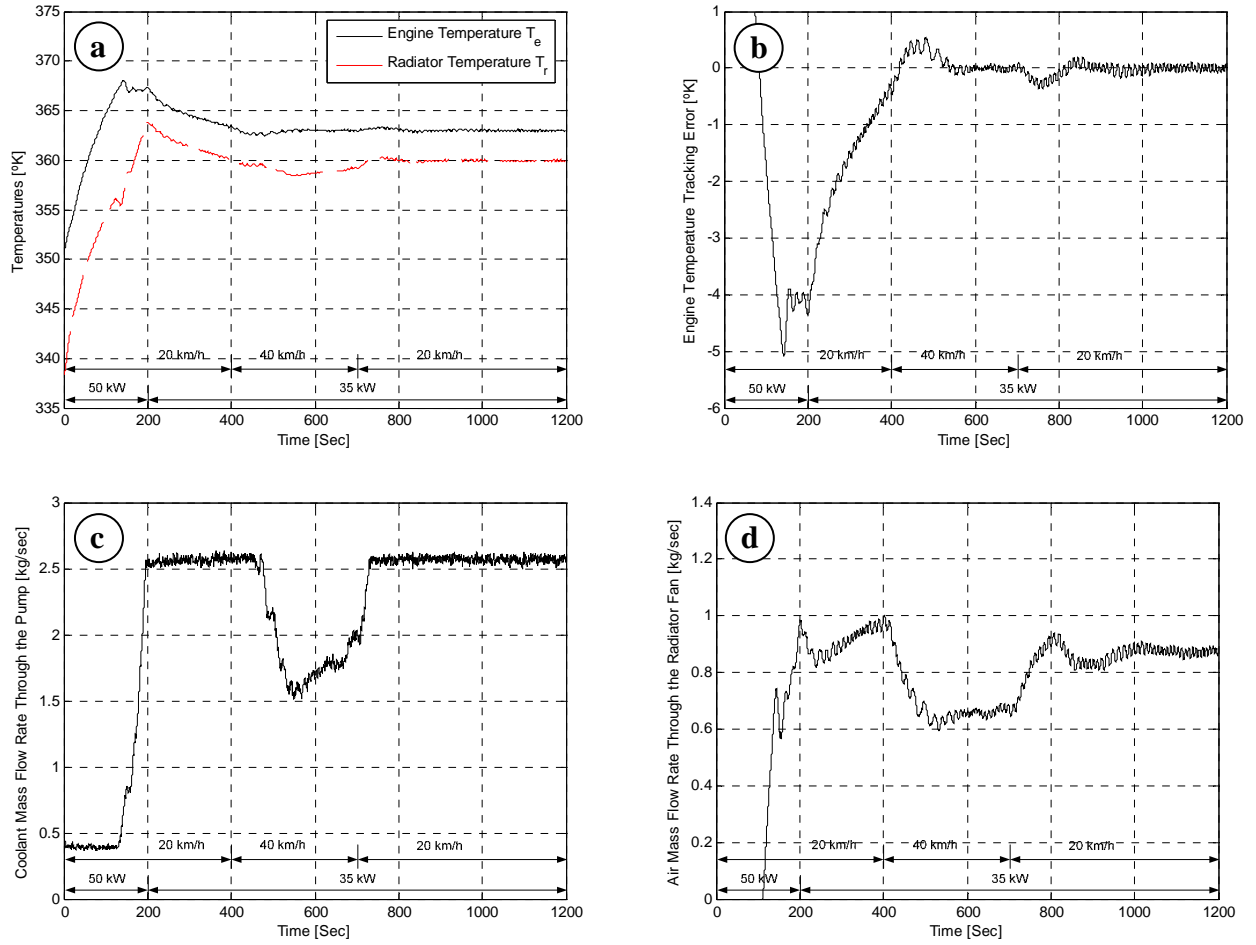 a
Engine Temperature T_e
Radiator Temperature T_r
Temperatures [ºK]
375
370
365
360
355
350
345
340
335
20 km/h
40 km/h
20 km/h
50 kW
35 kW
0
200
400
600
800
1000
1200
Time [Sec]
b
Engine Temperature Tracking Error [ºK]
1
0
-1
-2
-3
-4
-5
-6
20 km/h
40 km/h
20 km/h
50 kW
35 kW
0
200
400
600
800
1000
1200
Time [Sec]
c
Coolant Mass Flow Rate Through the Pump [kg/sec]
3
2.5
2
1.5
1
0.5
0
20 km/h
40 km/h
20 km/h
50 kW
35 kW
0
200
400
600
800
1000
1200
Time [Sec]
d
Air Mass Flow Rate Through the Radiator Fan [kg/sec]
1.4
1.2
1
0.8
0.6
0.4
0.2
0
20 km/h
40 km/h
20 km/h
50 kW
35 kW
0
200
400
600
800
1000
1200
Time [Sec]